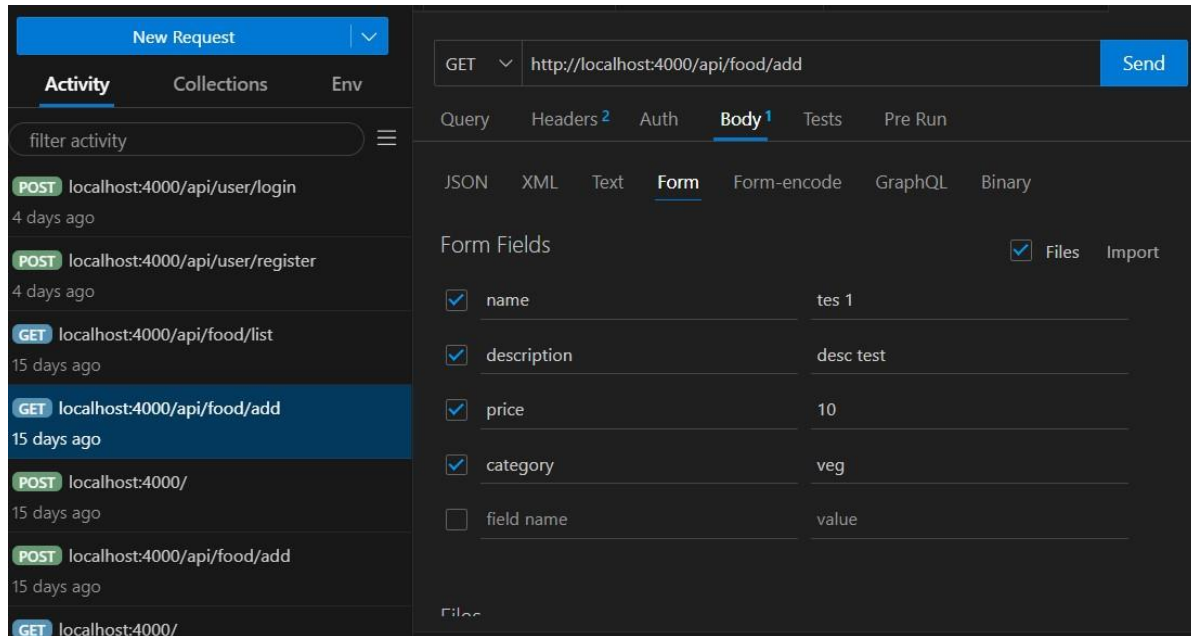 New Request
Activity Collections Env
filter activity
POST localhost:4000/api/user/login
4 days ago
POST localhost:4000/api/user/register
4 days ago
GET localhost:4000/api/food/list
15 days ago
GET localhost:4000/api/food/add
15 days ago
POST localhost:4000/
15 days ago
POST localhost:4000/api/food/add
15 days ago
GET localhost:4000/
GET http://localhost:4000/api/food/add Send
Query Headers 2 Auth Body 1 Tests Pre Run
JSON XML Text Form Form-encode GraphQL Binary
Form Fields Files Import
name tes 1
description desc test
price 10
category veg
field name value
Files